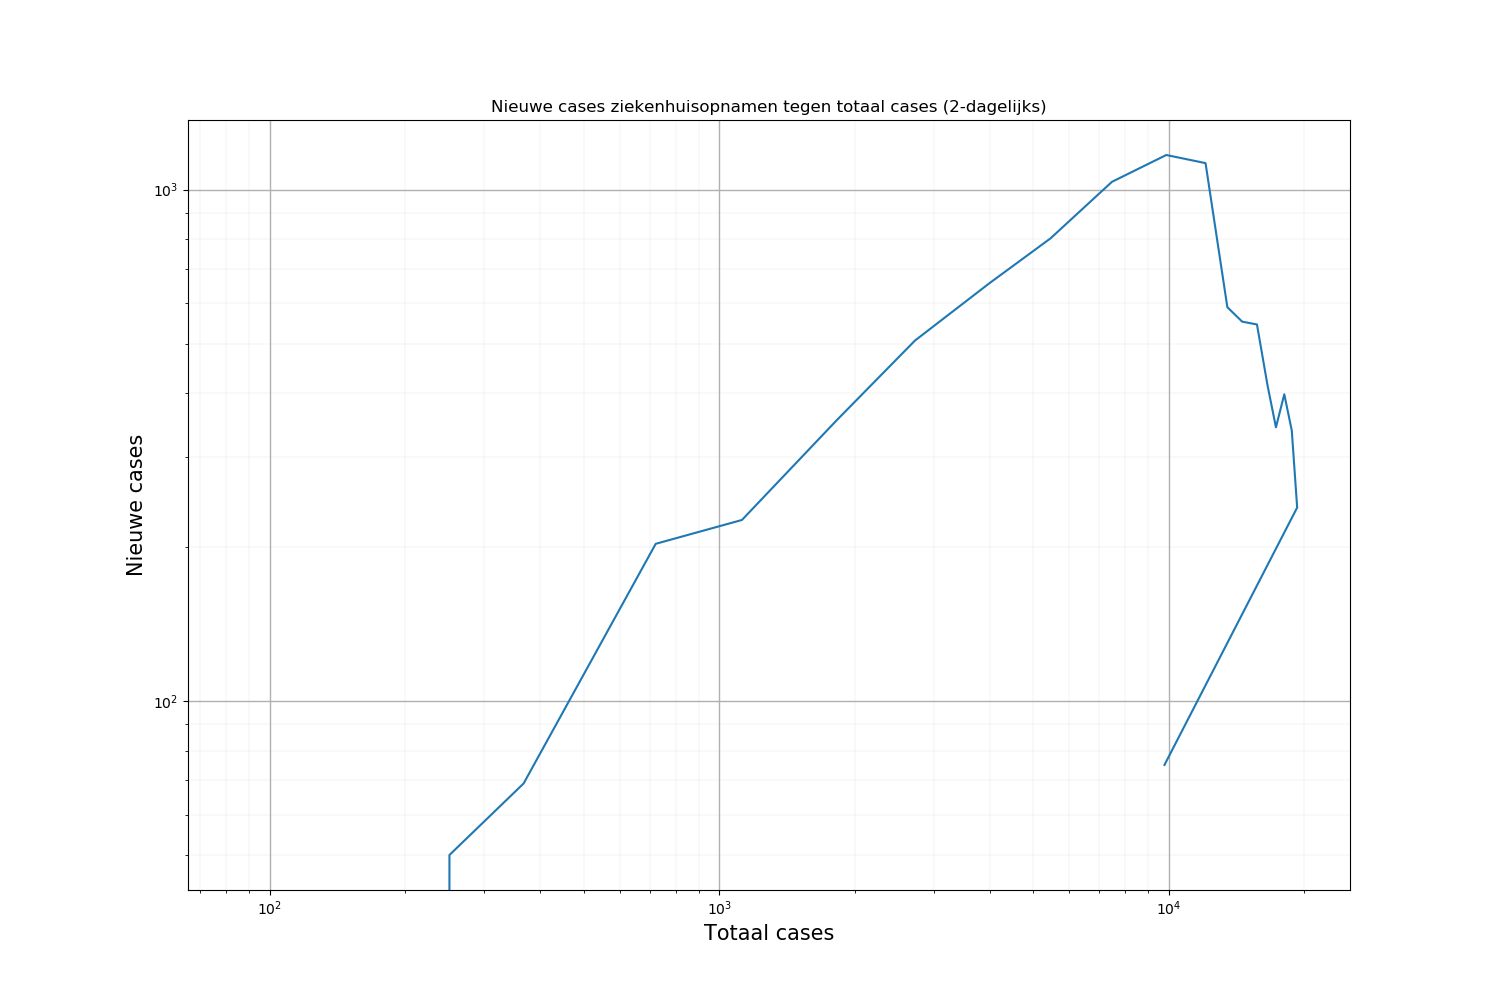 Nieuwe cases ziekenhuisopnamen tegen totaal cases (2-dagelijks)
10³
Nieuwe cases
10²
10² 10³ 10⁴
Totaal cases